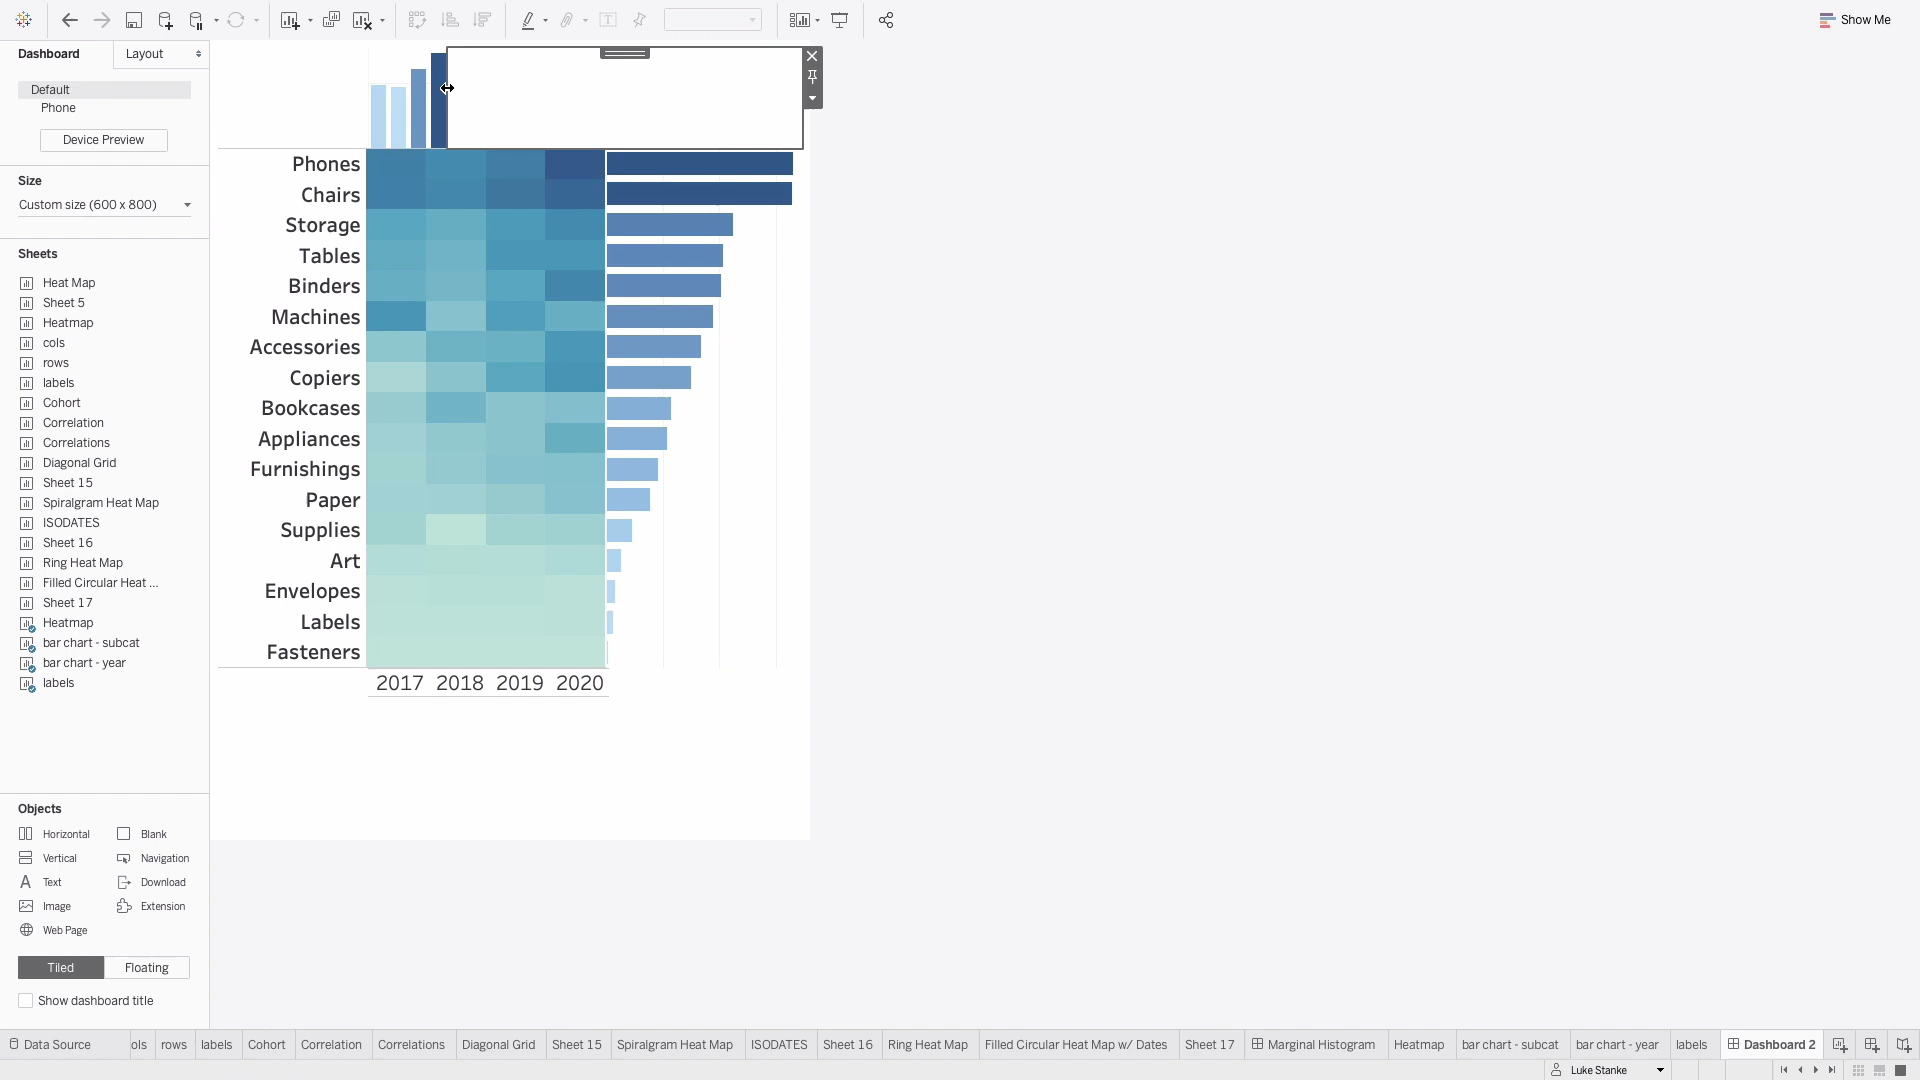 Show Me
Dashboard
Layout
Default
Phone
Device Preview
Size
Custom size (600 x 800)
Sheets
Heat Map
Sheet 5
Heatmap
cols
rows
labels
Cohort
Correlation
Correlations
Diagonal Grid
Sheet 15
Spiralgram Heat Map
ISODATES
Sheet 16
Ring Heat Map
Filled Circular Heat ...
Sheet 17
Heatmap
bar chart - subcat
bar chart - year
labels
Objects
Horizontal
Blank
Vertical
Navigation
Text
Download
Image
Extension
Web Page
Tiled
Floating
Show dashboard title
Phones
Chairs
Storage
Tables
Binders
Machines
Accessories
Copiers
Bookcases
Appliances
Furnishings
Paper
Supplies
Art
Envelopes
Labels
Fasteners
2017 2018 2019 2020
Data Source ols rows labels Cohort Correlation Correlations Diagonal Grid Sheet 15 Spiralgram Heat Map ISODATES Sheet 16 Ring Heat Map Filled Circular Heat Map w/ Dates Sheet 17 Marginal Histogram Heatmap bar chart - subcat bar chart - year labels Dashboard 2
Luke Stanke